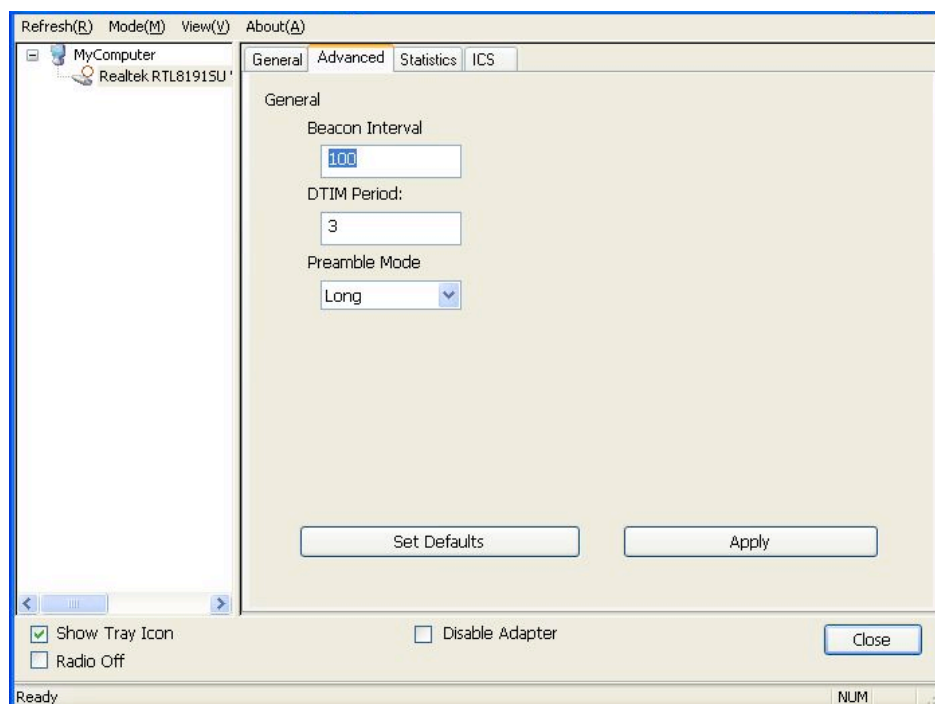 Refresh(R) Mode(M) View(V) About(A)
MyComputer
Realtek RTL8191SU '
General Advanced Statistics ICS
General
Beacon Interval
100
DTIM Period:
3
Preamble Mode
Long
Set Defaults Apply
Show Tray Icon Disable Adapter Close
Radio Off
Ready NUM